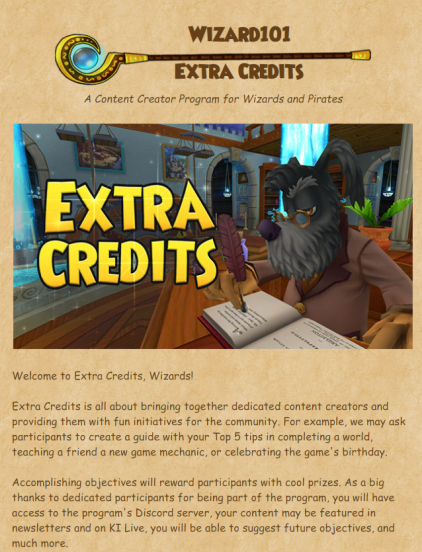 Wizard101
Extra Credits
A Content Creator Program for Wizards and Pirates
Extra
Credits
Welcome to Extra Credits, Wizards!
Extra Credits is all about bringing together dedicated content creators and
providing them with fun initiatives for the community. For example, we may ask
participants to create a guide with your Top 5 tips in completing a world,
teaching a friend a new game mechanic, or celebrating the game's birthday.
Accomplishing objectives will reward participants with cool prizes. As a big
thanks to dedicated participants for being part of the program, you will have
access to the program's Discord server, your content may be featured in
newsletters and on KI Live, you will be able to suggest future objectives, and
much more.